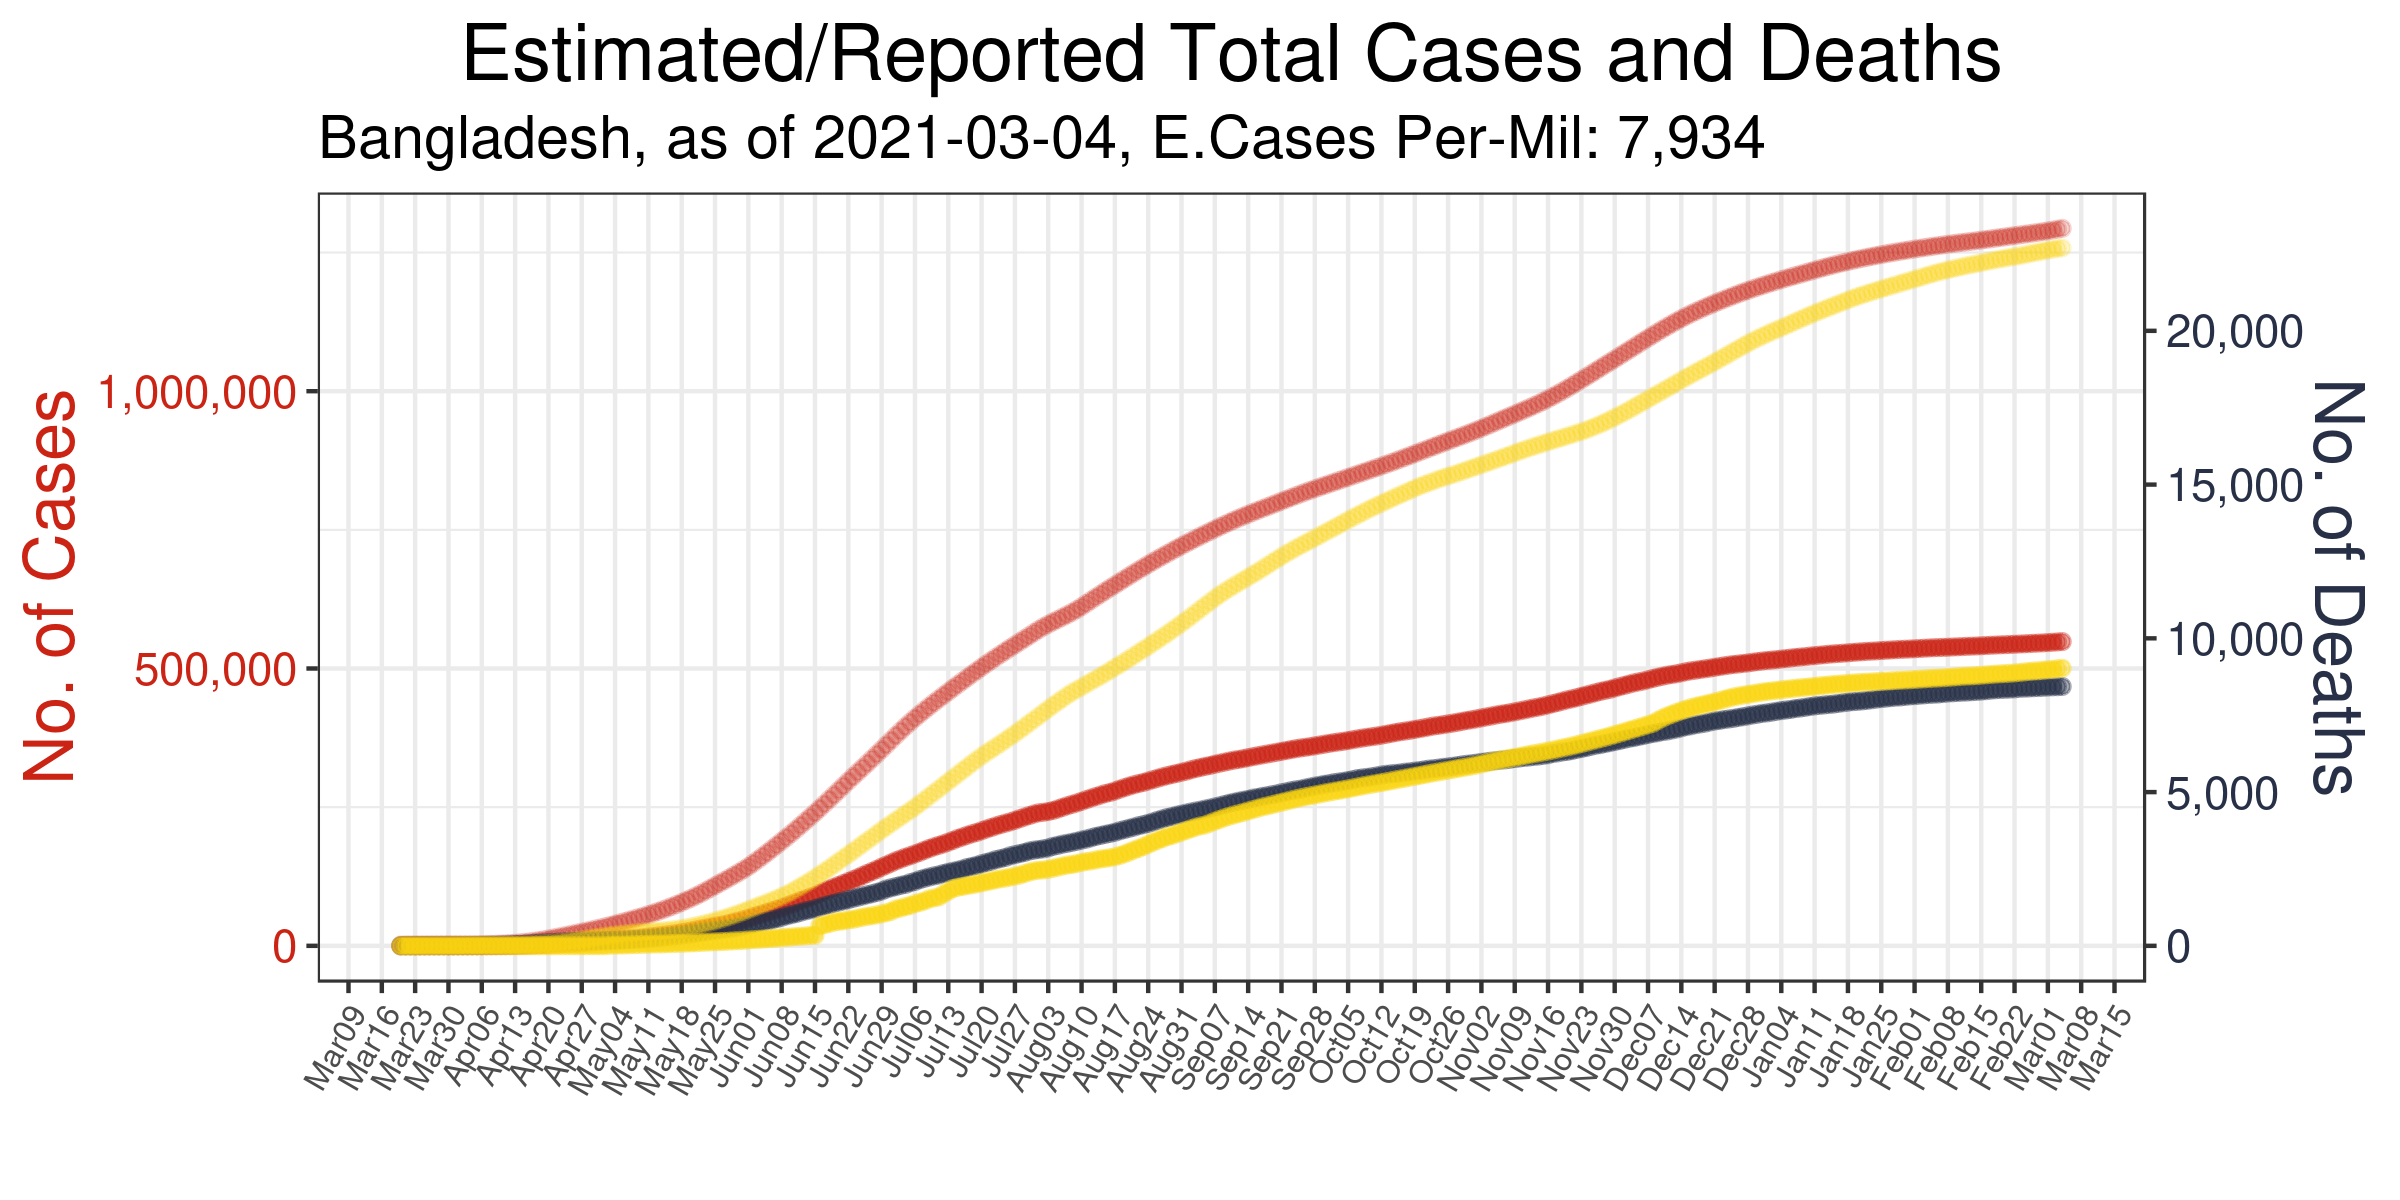 Estimated/Reported Total Cases and Deaths
Bangladesh, as of 2021-03-04, E.Cases Per-Mil: 7,934
No. of Cases
1,000,000
500,000
0
20,000
15,000
10,000
5,000
0
No. of Deaths
Mar09 Mar16 Mar23 Mar30 Apr06 Apr13 Apr20 Apr27 May04 May11 May18 May25 Jun01 Jun08 Jun15 Jun22 Jun29 Jul06 Jul13 Jul20 Jul27 Aug03 Aug10 Aug17 Aug24 Aug31 Sep07 Sep14 Sep21 Sep28 Oct05 Oct12 Oct19 Oct26 Nov02 Nov09 Nov16 Nov23 Nov30 Dec07 Dec14 Dec21 Dec28 Jan04 Jan11 Jan18 Jan25 Feb01 Feb08 Feb15 Feb22 Mar01 Mar08 Mar15